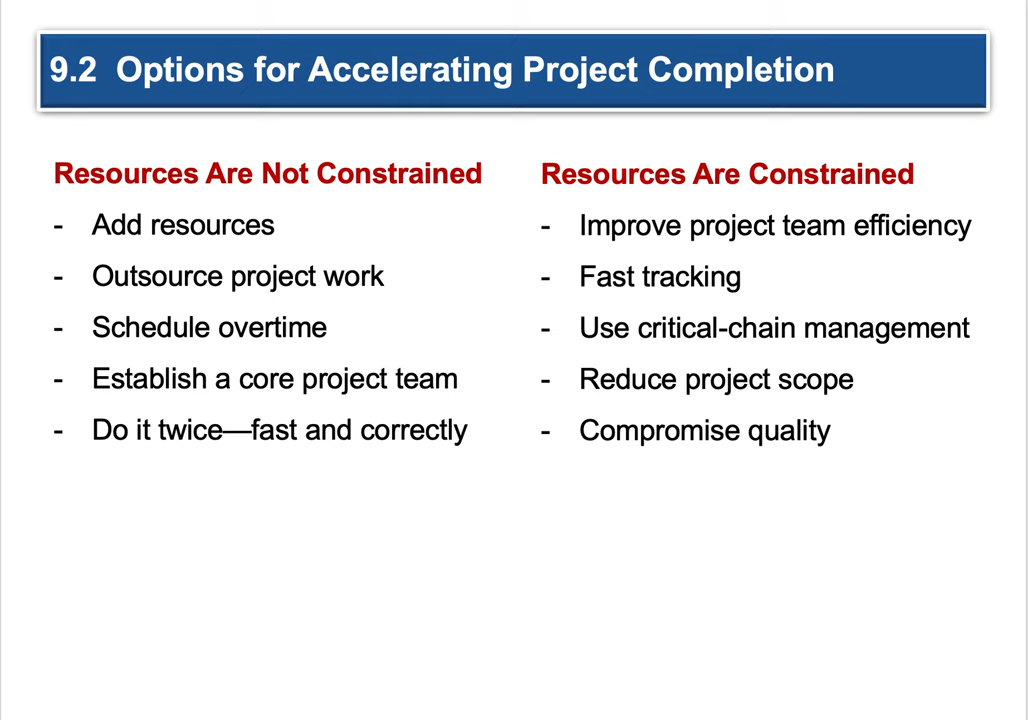 9.2 Options for Accelerating Project Completion
Resources Are Not Constrained
- Add resources
- Outsource project work
- Schedule overtime
- Establish a core project team
- Do it twice—fast and correctly
Resources Are Constrained
- Improve project team efficiency
- Fast tracking
- Use critical-chain management
- Reduce project scope
- Compromise quality